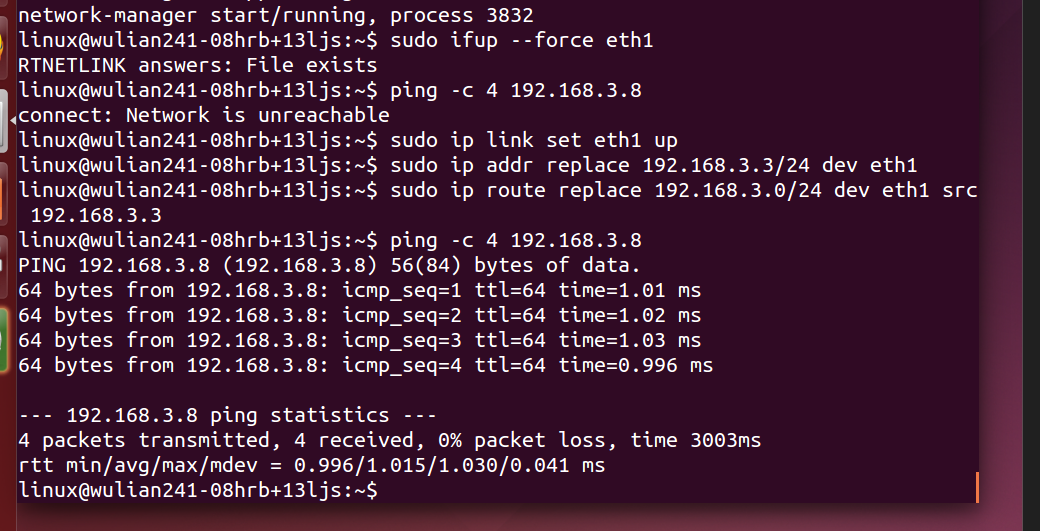 network-manager start/running, process 3832
linux@wulian241-08hrb+13ljs:~$ sudo ifup --force eth1
RTNETLINK answers: File exists
linux@wulian241-08hrb+13ljs:~$ ping -c 4 192.168.3.8
connect: Network is unreachable
linux@wulian241-08hrb+13ljs:~$ sudo ip link set eth1 up
linux@wulian241-08hrb+13ljs:~$ sudo ip addr replace 192.168.3.3/24 dev eth1
linux@wulian241-08hrb+13ljs:~$ sudo ip route replace 192.168.3.0/24 dev eth1 src
 192.168.3.3
linux@wulian241-08hrb+13ljs:~$ ping -c 4 192.168.3.8
PING 192.168.3.8 (192.168.3.8) 56(84) bytes of data.
64 bytes from 192.168.3.8: icmp_seq=1 ttl=64 time=1.01 ms
64 bytes from 192.168.3.8: icmp_seq=2 ttl=64 time=1.02 ms
64 bytes from 192.168.3.8: icmp_seq=3 ttl=64 time=1.03 ms
64 bytes from 192.168.3.8: icmp_seq=4 ttl=64 time=0.996 ms

--- 192.168.3.8 ping statistics ---
4 packets transmitted, 4 received, 0% packet loss, time 3003ms
rtt min/avg/max/mdev = 0.996/1.015/1.030/0.041 ms
linux@wulian241-08hrb+13ljs:~$